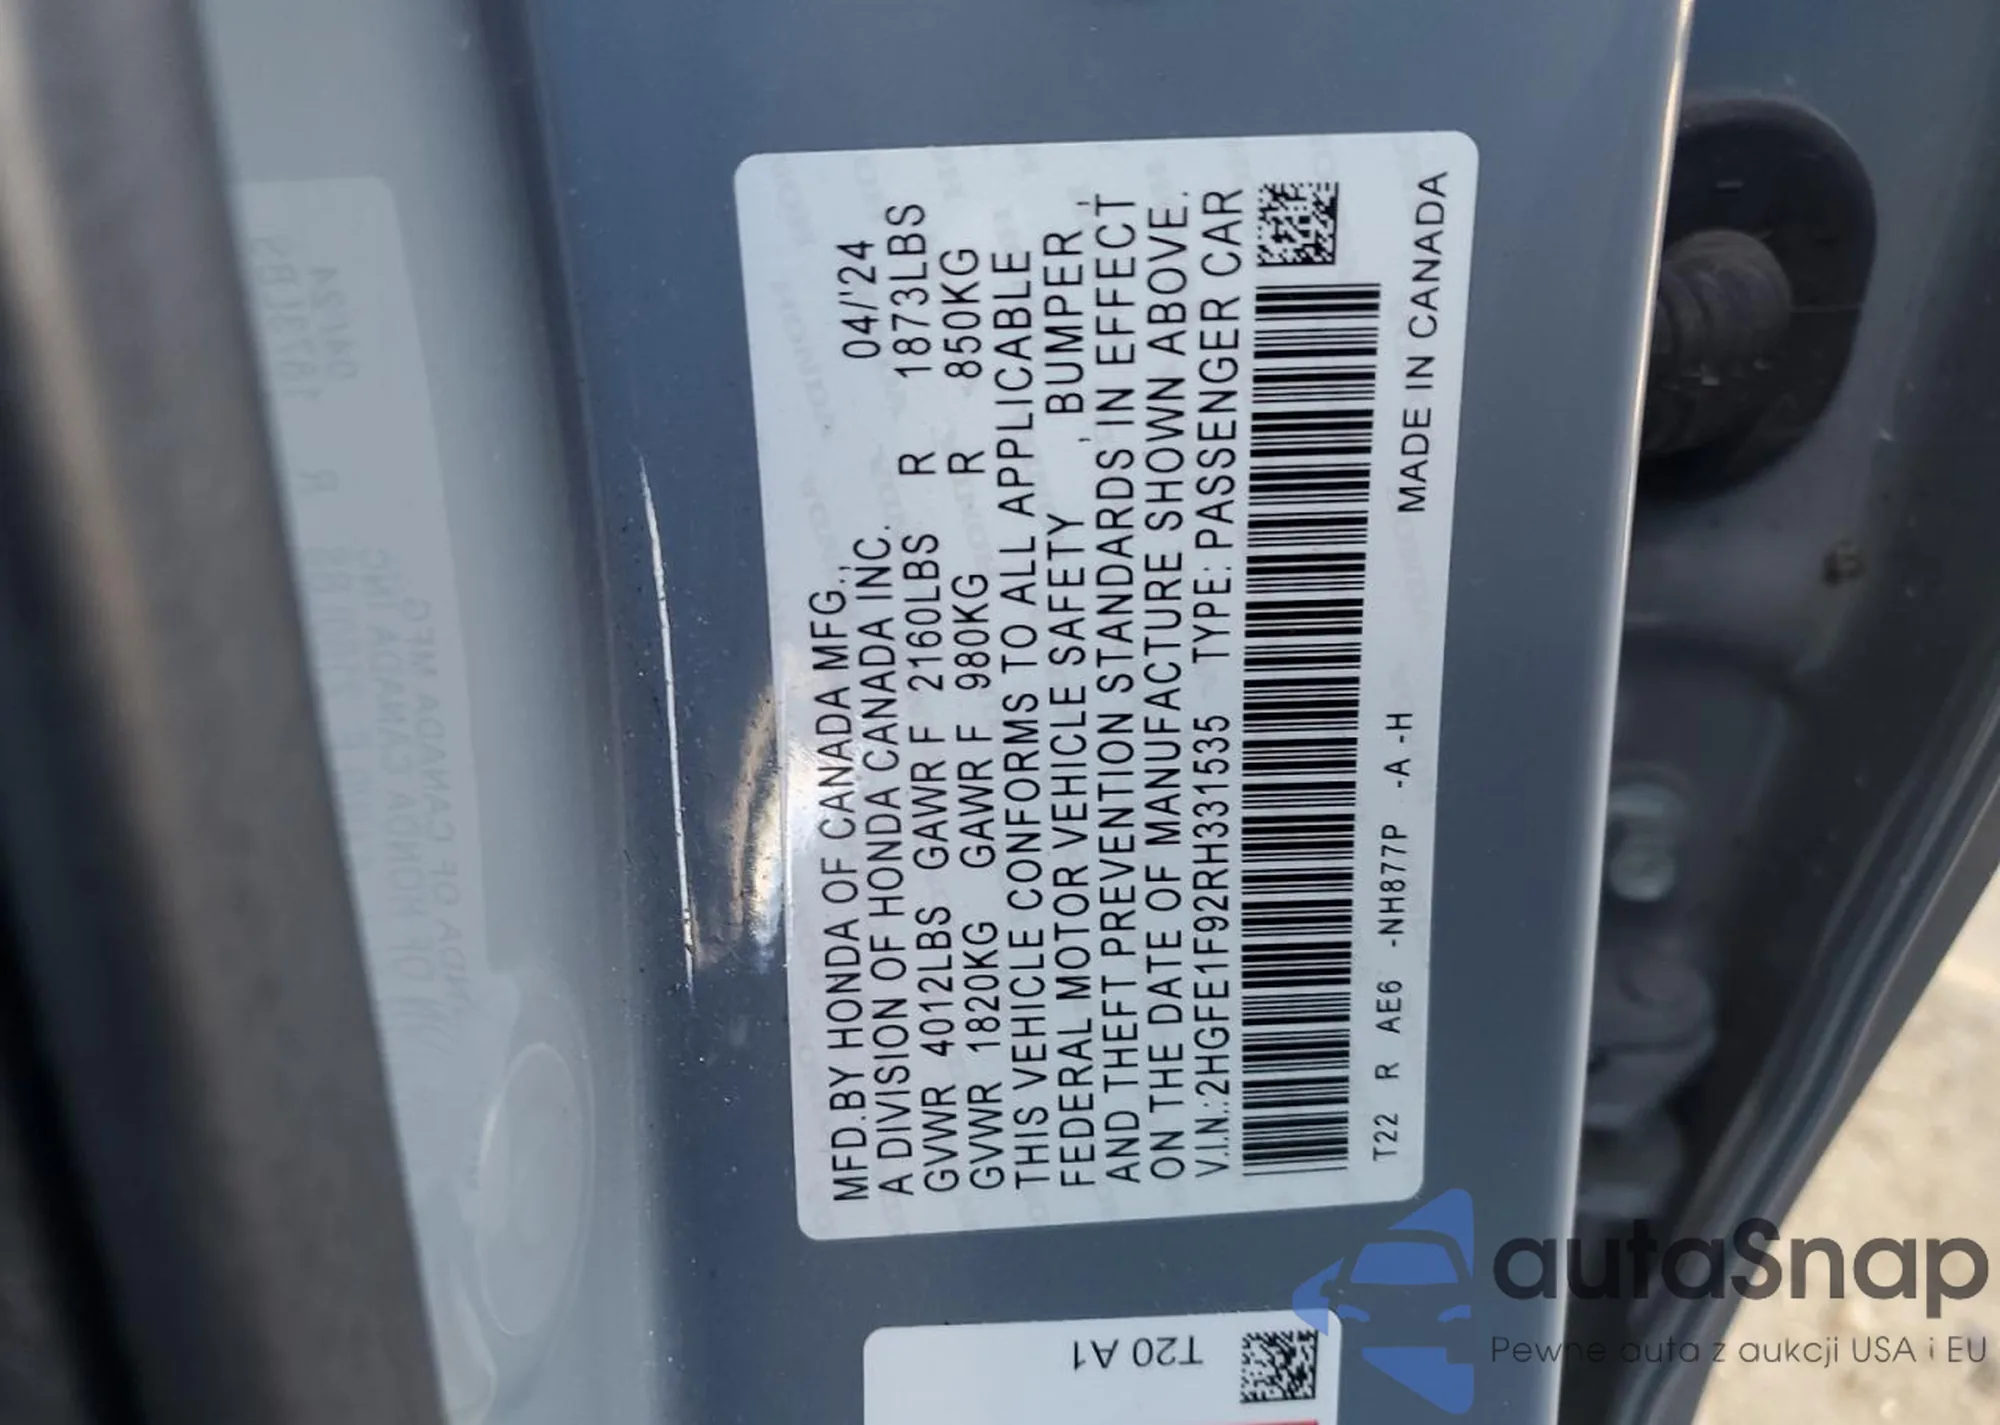 MFD.BY HONDA OF CANADA MFG., 04/'24
A DIVISION OF HONDA CANADA INC.
GVWR 4012LBS GAWR F 2160LBS R 1873LBS
GVWR 1820KG GAWR F 980KG R 850KG
THIS VEHICLE CONFORMS TO ALL APPLICABLE
FEDERAL MOTOR VEHICLE SAFETY, BUMPER,
AND THEFT PREVENTION STANDARDS IN EFFECT
ON THE DATE OF MANUFACTURE SHOWN ABOVE.
V.I.N.:2HGFE1F92RH331535 TYPE: PASSENGER CAR
T22 R AE6 -NH877P -A -H MADE IN CANADA
T20 A1
autaSnap
Pewne auta z aukcji USA i EU